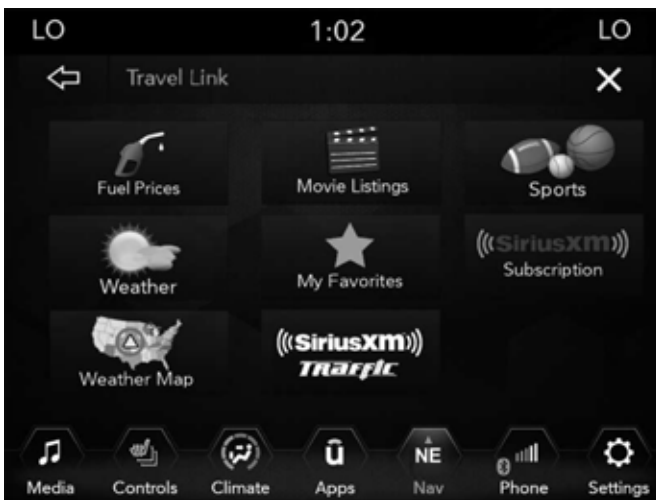 LO 1:02 LO
Travel Link
Fuel Prices Movie Listings Sports
Weather My Favorites SiriusXM
Subscription
Weather Map SiriusXM
Traffic
û NE
Media Controls Climate Apps Nav Phone Settings